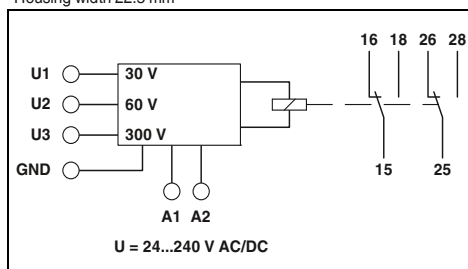 Housing width 22.5 mm
16 18 26 28
U1 30 V
U2 60 V
U3 300 V
GND
15 25
A1 A2
U = 24...240 V AC/DC